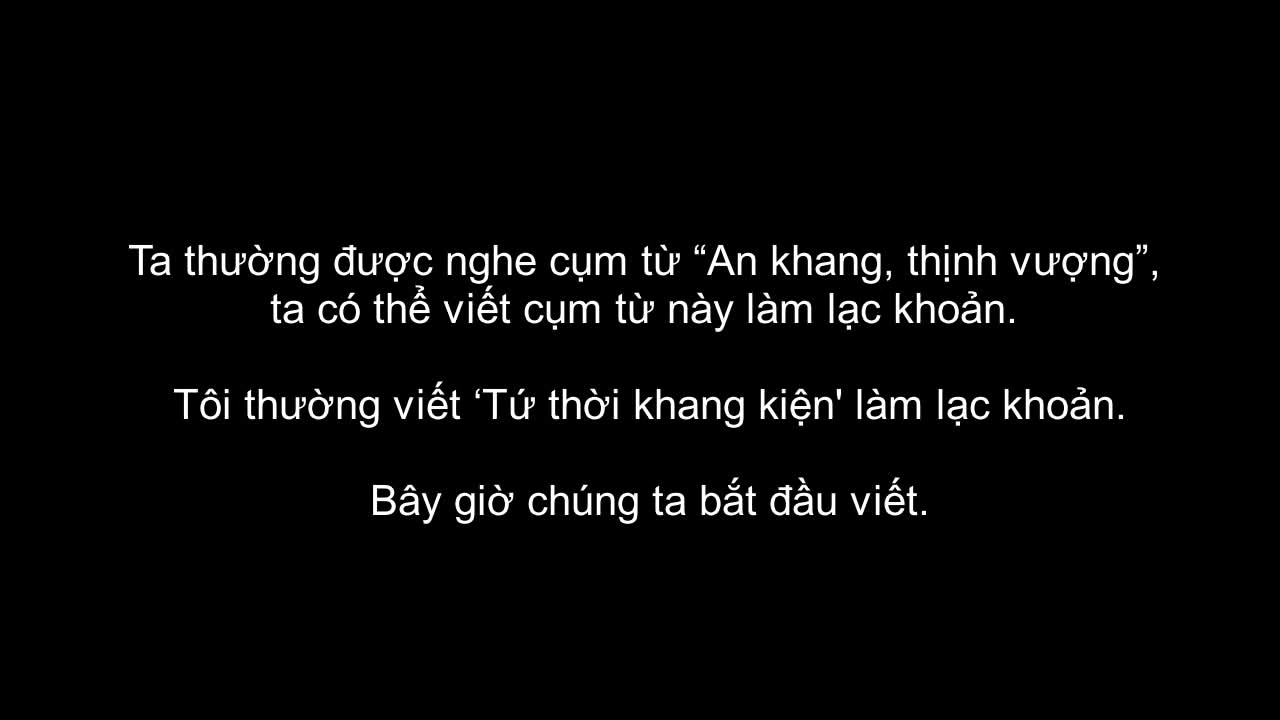 Ta thường được nghe cụm từ “An khang, thịnh vượng”,
ta có thể viết cụm từ này làm lạc khoản.
Tôi thường viết ‘Tứ thời khang kiện' làm lạc khoản.
Bây giờ chúng ta bắt đầu viết.